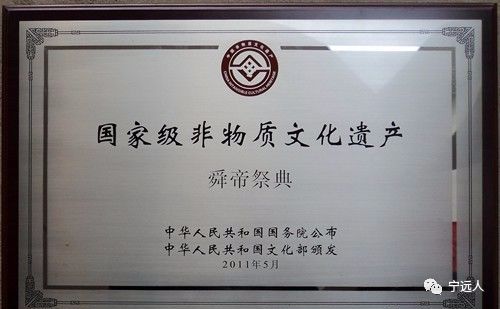 国家级非物质文化遗产
舜帝祭典
中华人民共和国国务院公布
中华人民共和国文化部颁发
2011年5月
宁远人